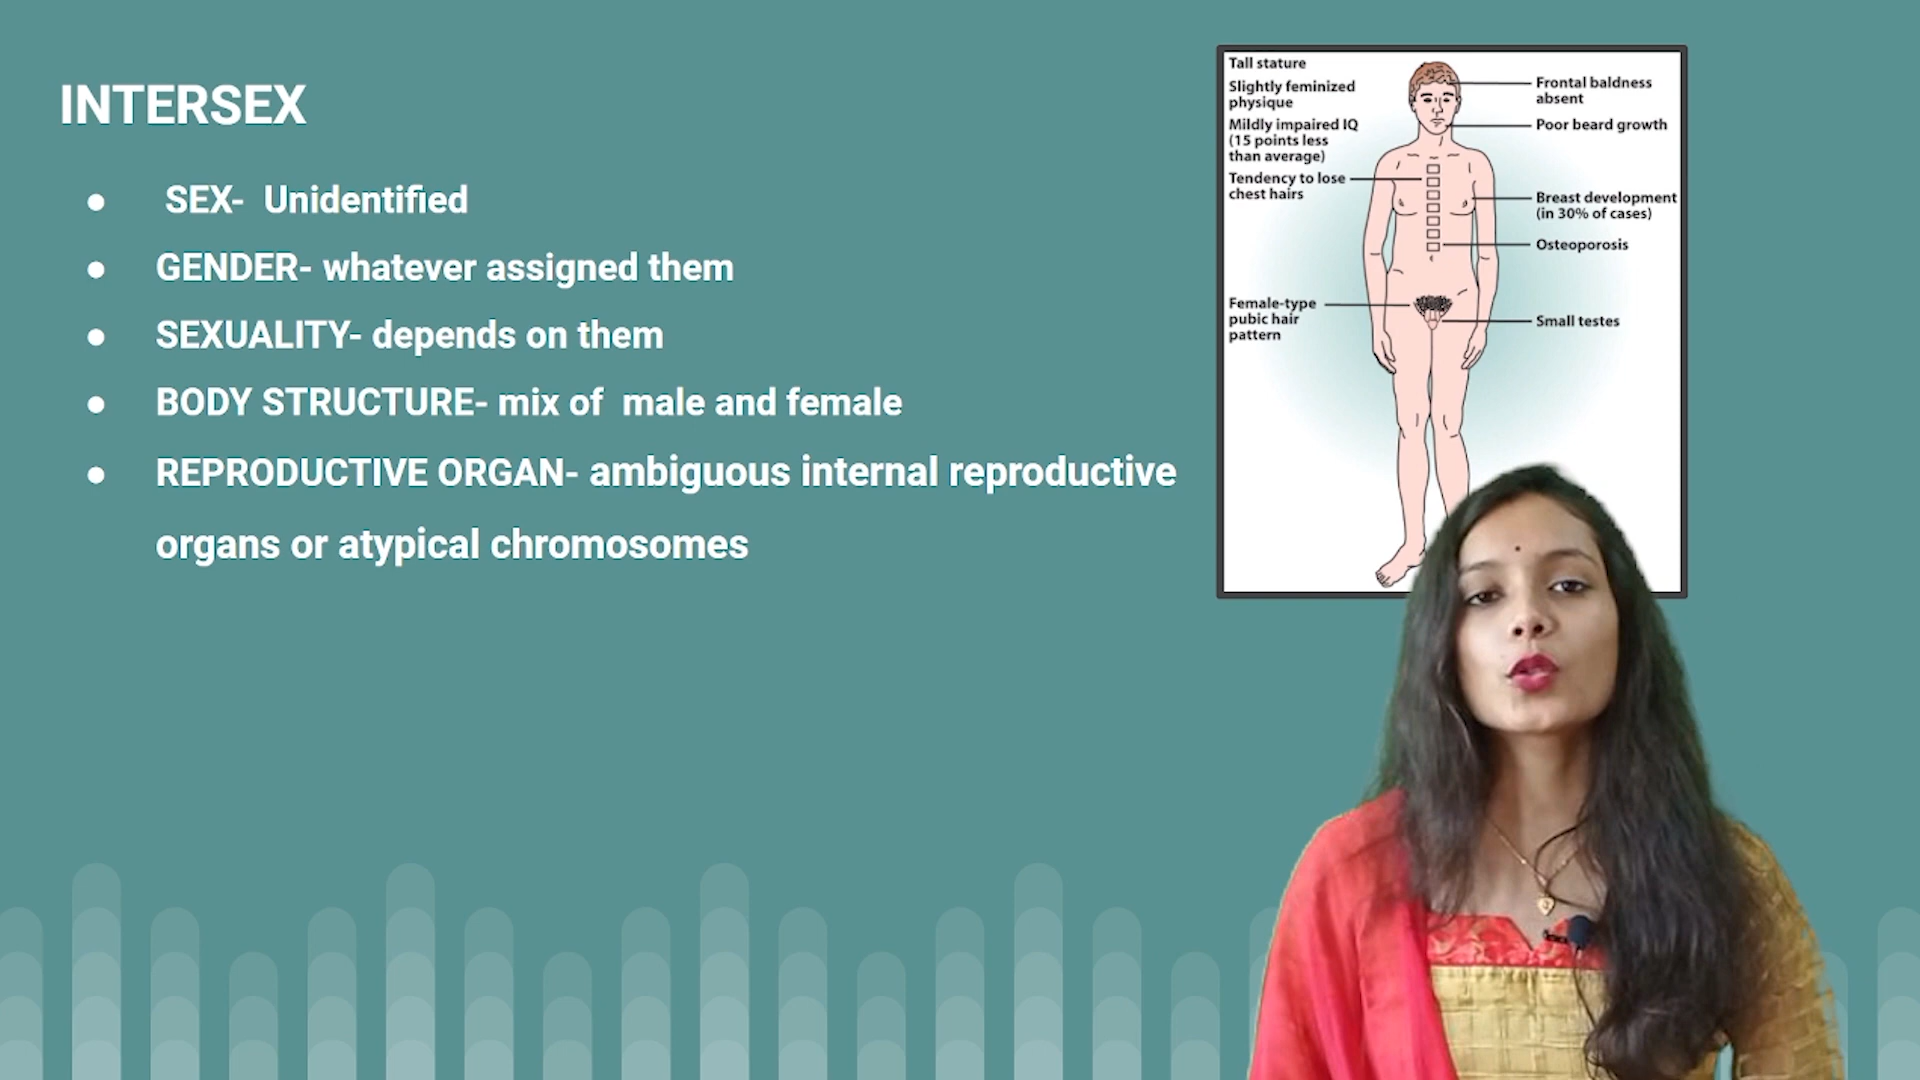 INTERSEX
● SEX- Unidentified
● GENDER- whatever assigned them
● SEXUALITY- depends on them
● BODY STRUCTURE- mix of male and female
● REPRODUCTIVE ORGAN- ambiguous internal reproductive
organs or atypical chromosomes
Tall stature
Slightly feminized
physique
Mildly impaired IQ
(15 points less
than average)
Tendency to lose
chest hairs
Female-type
pubic hair
pattern
Frontal baldness
absent
Poor beard growth
Breast development
(in 30% of cases)
Osteoporosis
Small testes